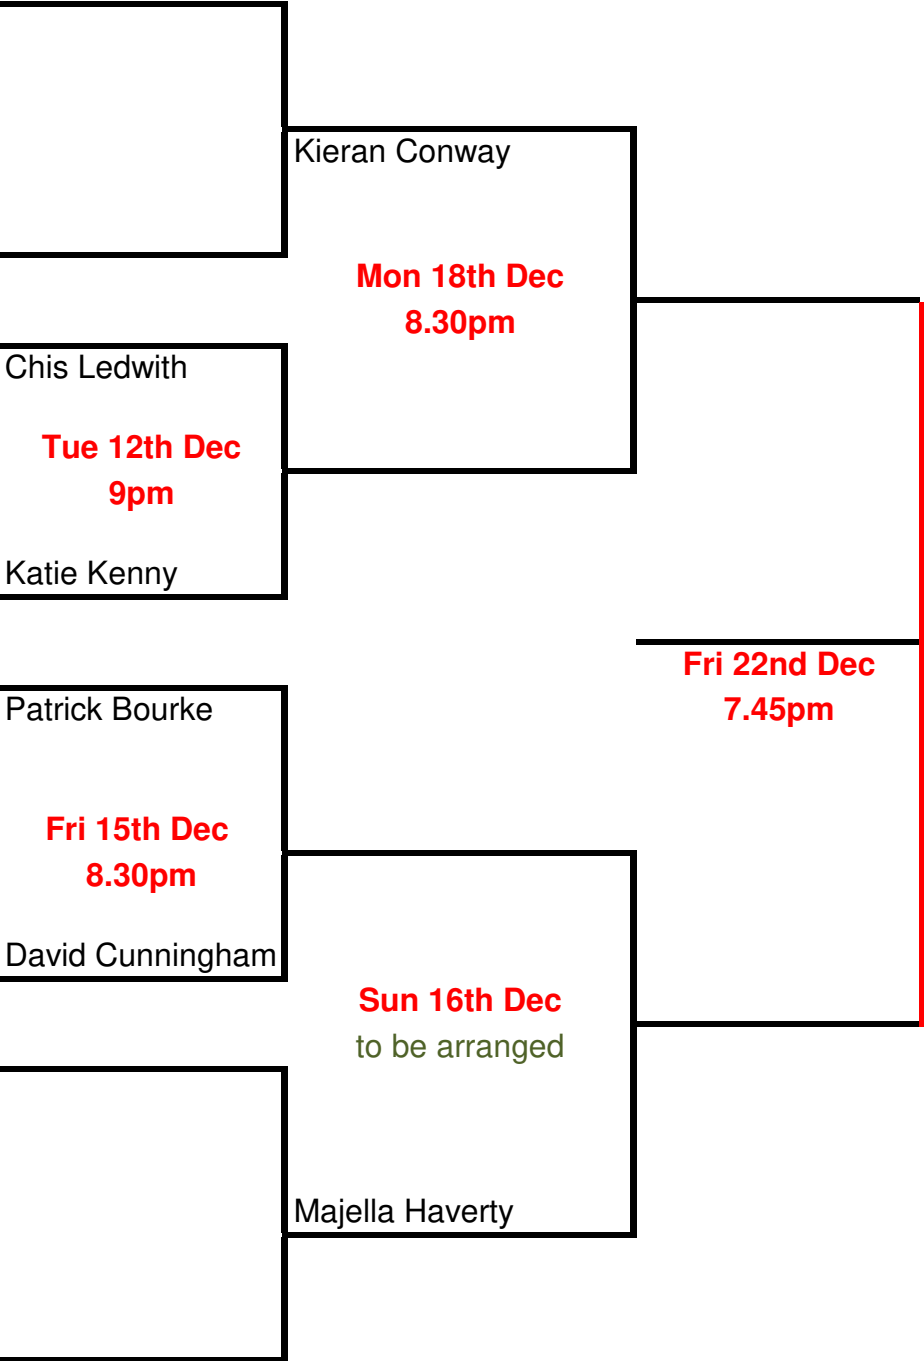 Kieran Conway
Mon 18th Dec
8.30pm
Chis Ledwith
Tue 12th Dec
9pm
Katie Kenny
Fri 22nd Dec
7.45pm
Patrick Bourke
Fri 15th Dec
8.30pm
David Cunningham
Sun 16th Dec
to be arranged
Majella Haverty